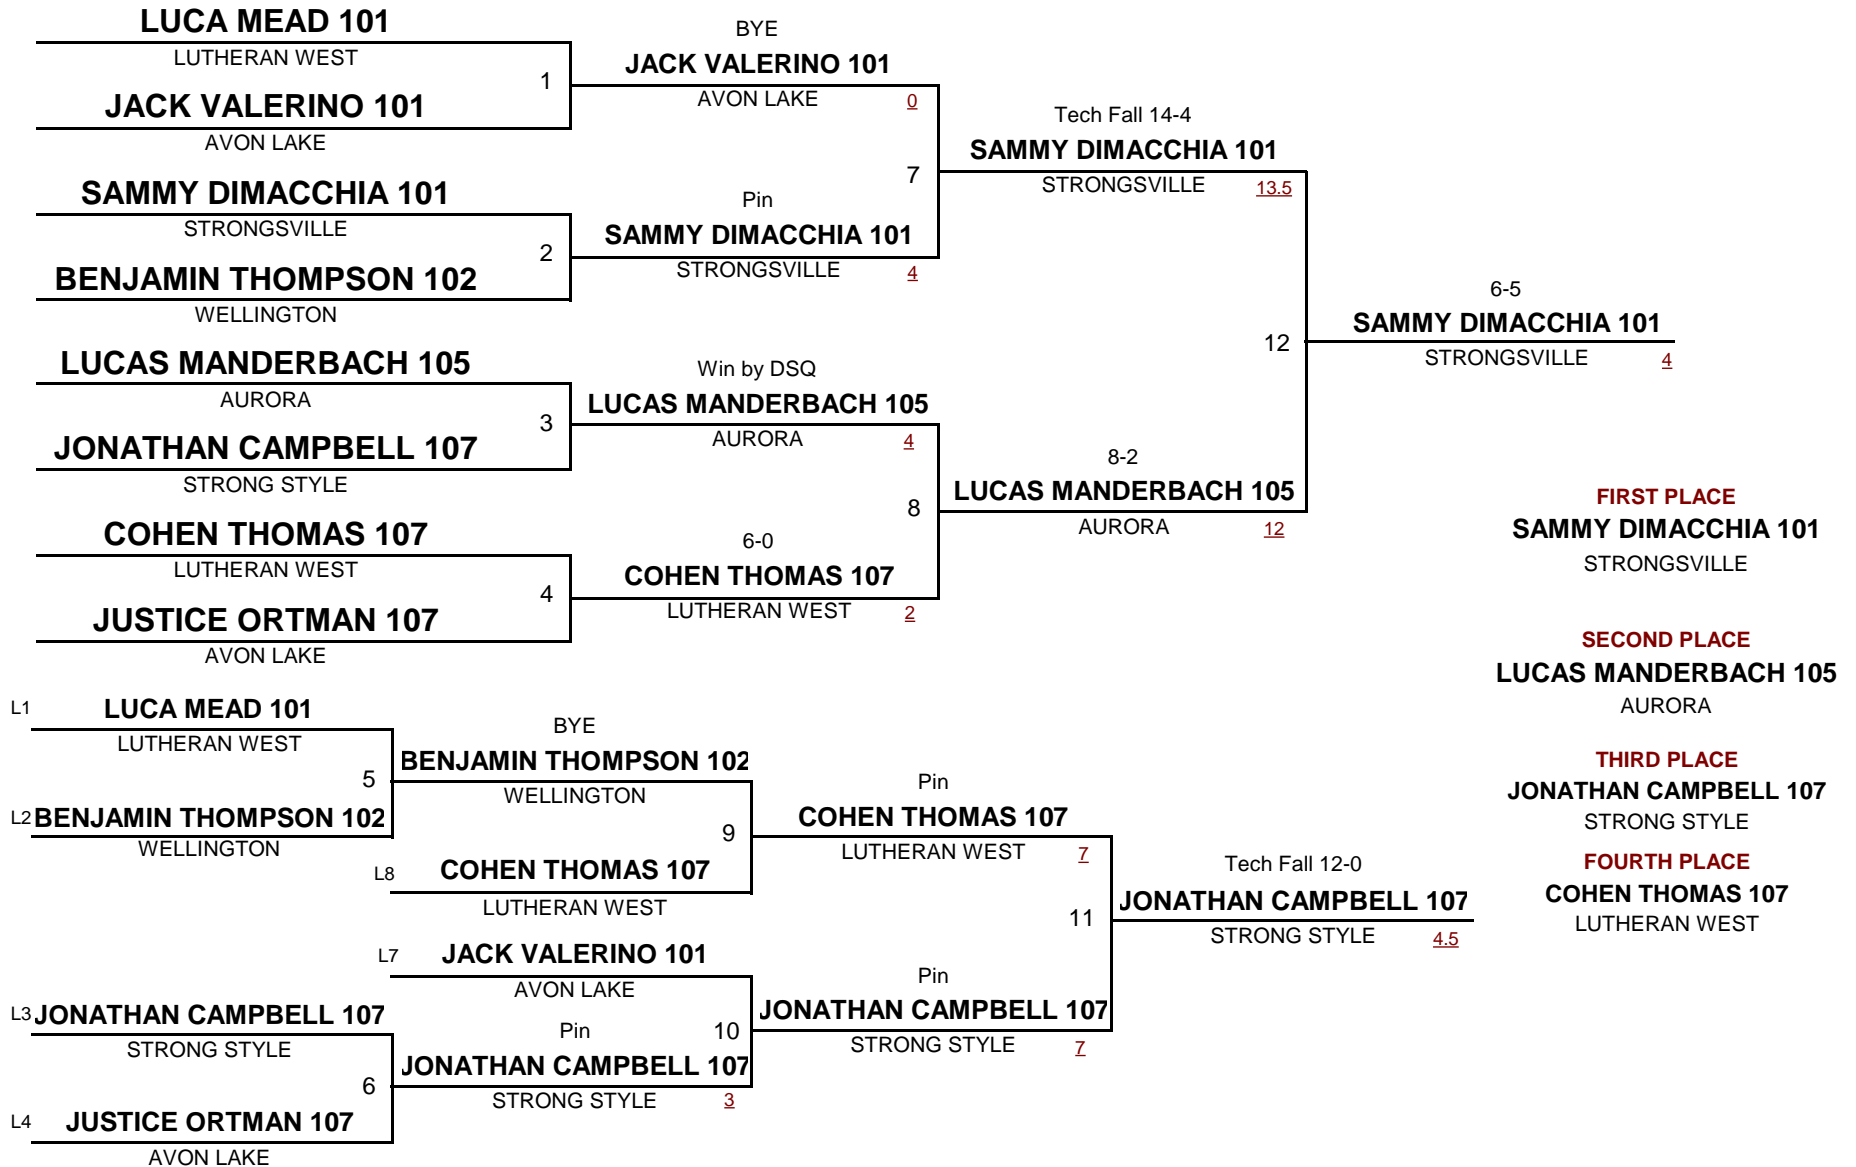 LUCA MEAD 101
LUTHERAN WEST
1
JACK VALERINO 101
AVON LAKE
SAMMY DIMACCHIA 101
STRONGSVILLE
2
BENJAMIN THOMPSON 102
WELLINGTON
LUCAS MANDERBACH 105
AURORA
3
JONATHAN CAMPBELL 107
STRONG STYLE
COHEN THOMAS 107
LUTHERAN WEST
4
JUSTICE ORTMAN 107
AVON LAKE
BYE
JACK VALERINO 101
AVON LAKE 0
7
Pin
SAMMY DIMACCHIA 101
STRONGSVILLE 4
Win by DSQ
LUCAS MANDERBACH 105
AURORA 4
8
6-0
COHEN THOMAS 107
LUTHERAN WEST 2
Tech Fall 14-4
SAMMY DIMACCHIA 101
STRONGSVILLE 13.5
12
8-2
LUCAS MANDERBACH 105
AURORA 12
6-5
SAMMY DIMACCHIA 101
STRONGSVILLE 4
FIRST PLACE
SAMMY DIMACCHIA 101
STRONGSVILLE
SECOND PLACE
LUCAS MANDERBACH 105
AURORA
THIRD PLACE
JONATHAN CAMPBELL 107
STRONG STYLE
FOURTH PLACE
COHEN THOMAS 107
LUTHERAN WEST
L1 LUCA MEAD 101
LUTHERAN WEST
5
L2 BENJAMIN THOMPSON 102
WELLINGTON
L3 JONATHAN CAMPBELL 107
STRONG STYLE
6
L4 JUSTICE ORTMAN 107
AVON LAKE
BYE
BENJAMIN THOMPSON 102
WELLINGTON
9
L8 COHEN THOMAS 107
LUTHERAN WEST
L7 JACK VALERINO 101
AVON LAKE
10
Pin
JONATHAN CAMPBELL 107
STRONG STYLE 3
Pin
COHEN THOMAS 107
LUTHERAN WEST 7
11
Pin
JONATHAN CAMPBELL 107
STRONG STYLE 7
Tech Fall 12-0
JONATHAN CAMPBELL 107
STRONG STYLE 4.5